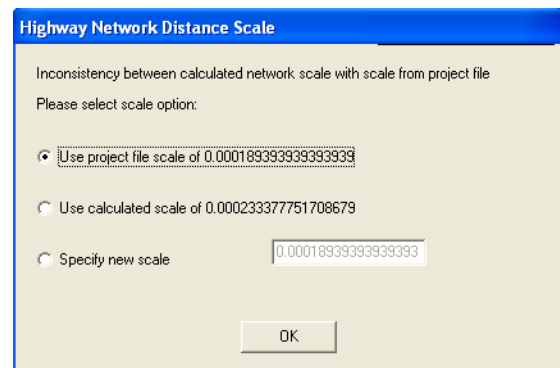 Highway Network Distance Scale
Inconsistency between calculated network scale with scale from project file
Please select scale option:
Use project file scale of 0.000189393939393939
Use calculated scale of 0.000233377751708679
Specify new scale 0.00018939393939393
OK